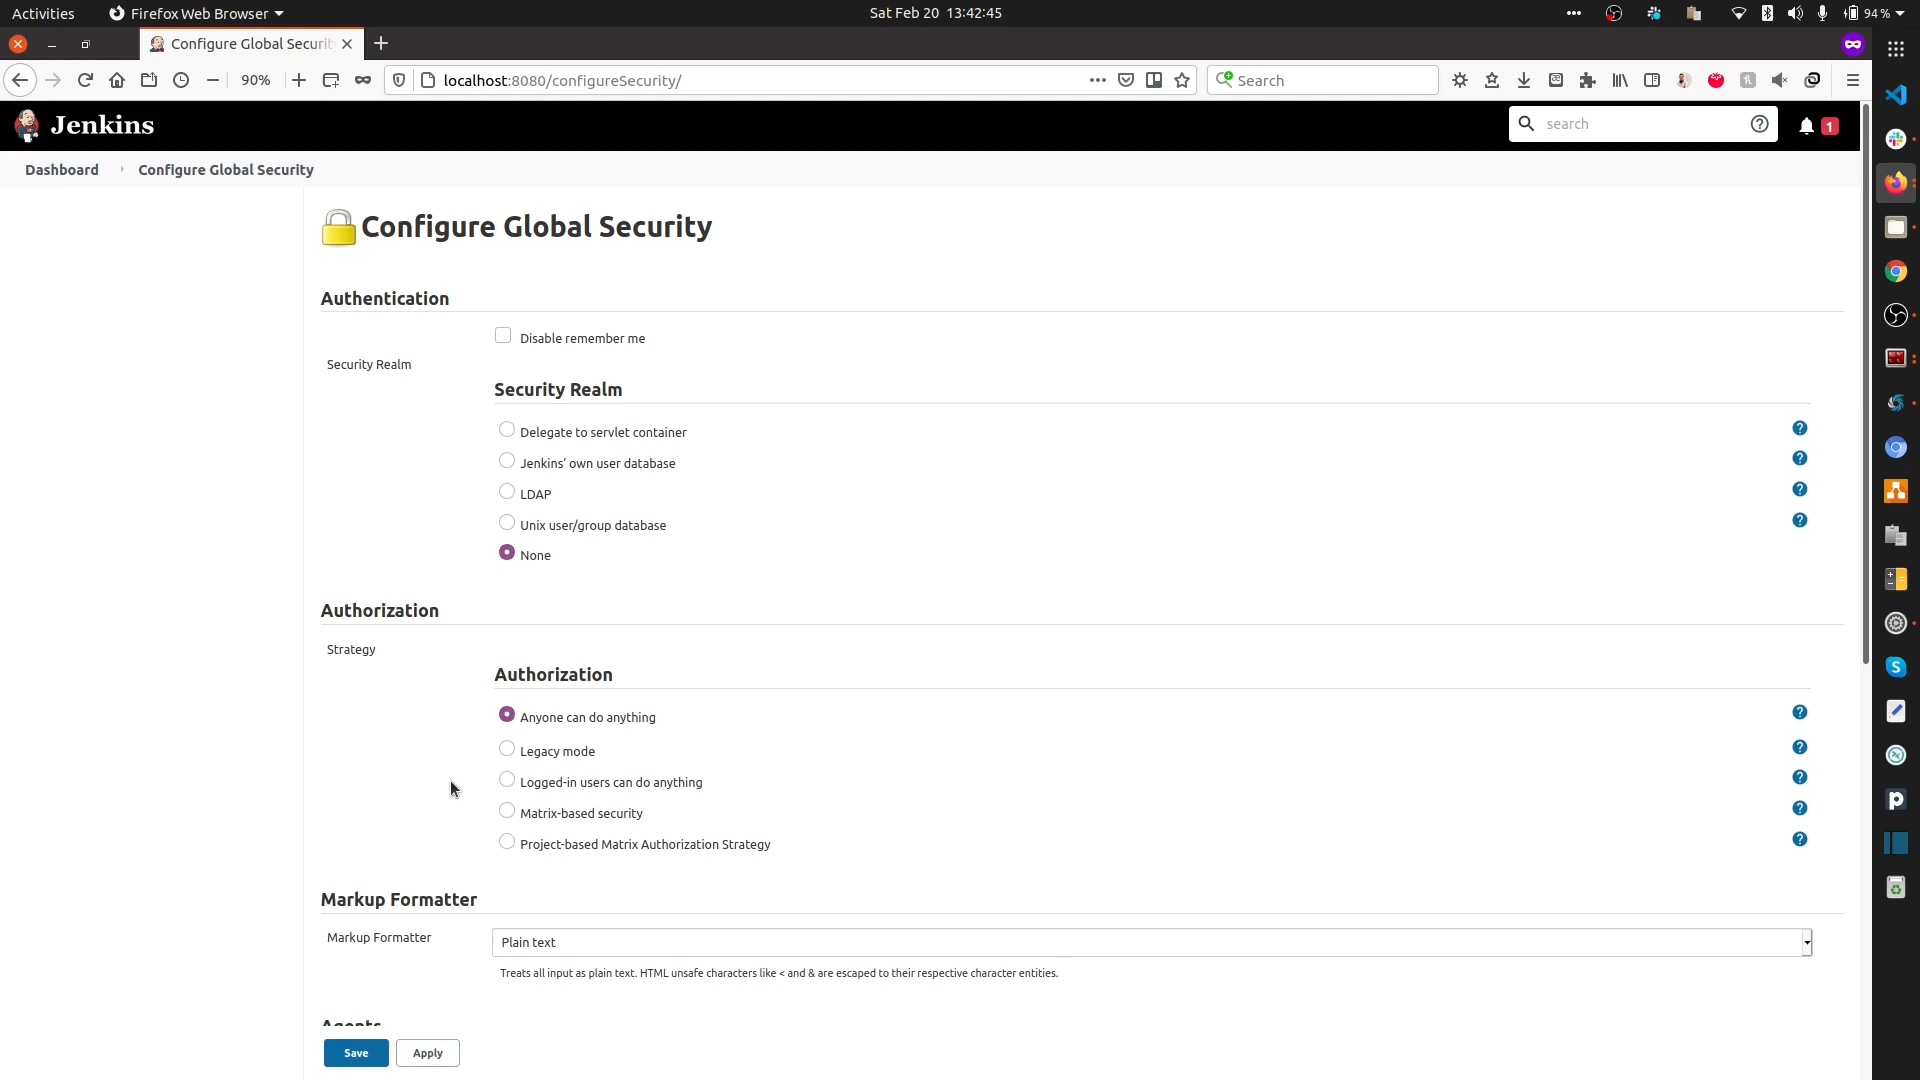 Activities
Firefox Web Browser
Sat Feb 20 13:42:45
94 %
Configure Global Securit
90%
localhost:8080/configureSecurity/
Search
Jenkins
search
1
Dashboard
Configure Global Security
Configure Global Security
Authentication
Disable remember me
Security Realm
Security Realm
Delegate to servlet container
Jenkins' own user database
LDAP
Unix user/group database
None
Authorization
Strategy
Authorization
Anyone can do anything
Legacy mode
Logged-in users can do anything
Matrix-based security
Project-based Matrix Authorization Strategy
Markup Formatter
Markup Formatter
Plain text
Treats all input as plain text. HTML unsafe characters like < and & are escaped to their respective character entities.
Agents
Save
Apply